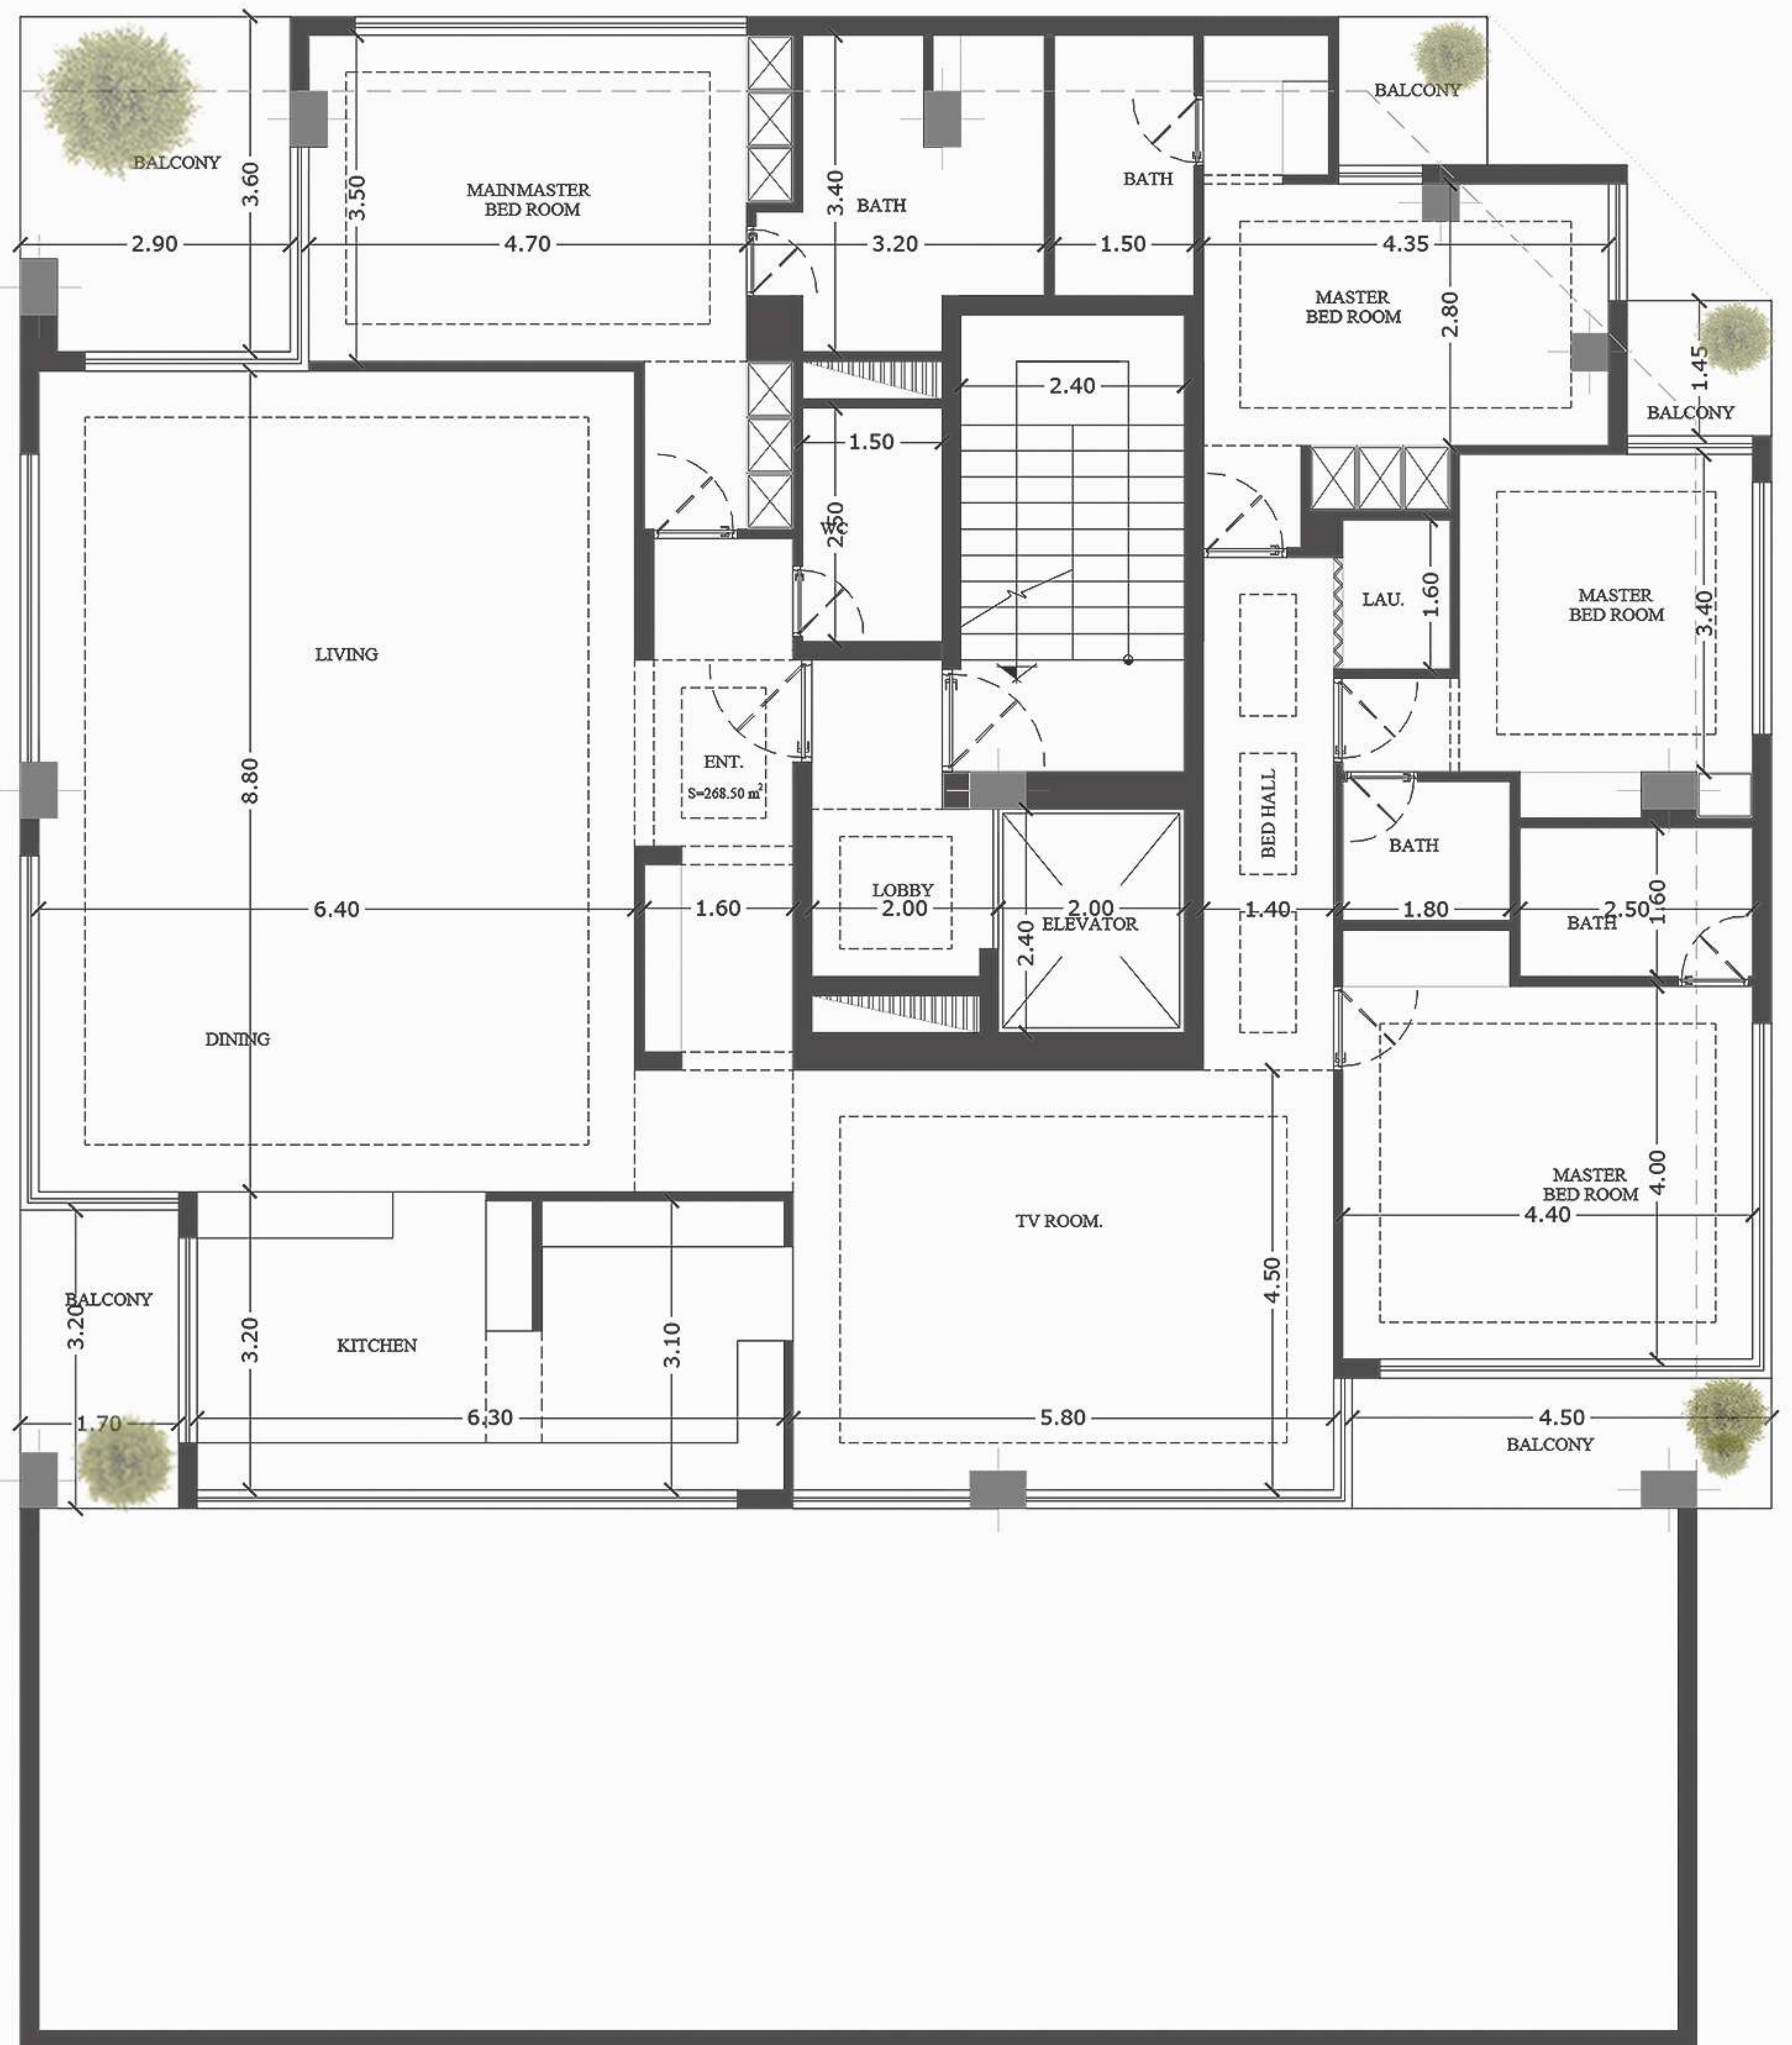 BALCONY
BALCONY
3.60
3.50
MAINMASTER
BED ROOM
3.40
BATH
BATH
2.90
4.70
3.20
1.50
4.35
MASTER
BED ROOM
2.80
1.45
BALCONY
2.40
1.50
2.50
WC
LAU.
1.60
MASTER
BED ROOM
3.40
LIVING
8.80
ENT.
S=268.50 m²
BED HALL
BATH
LOBBY
6.40
1.60
2.00
2.00
1.40
1.80
2.50
1.60
ELEVATOR
2.40
BATH
DINING
MASTER
BED ROOM
4.00
4.40
TV ROOM.
4.50
BALCONY
3.20
3.20
KITCHEN
3.10
1.70
6.30
5.80
4.50
BALCONY